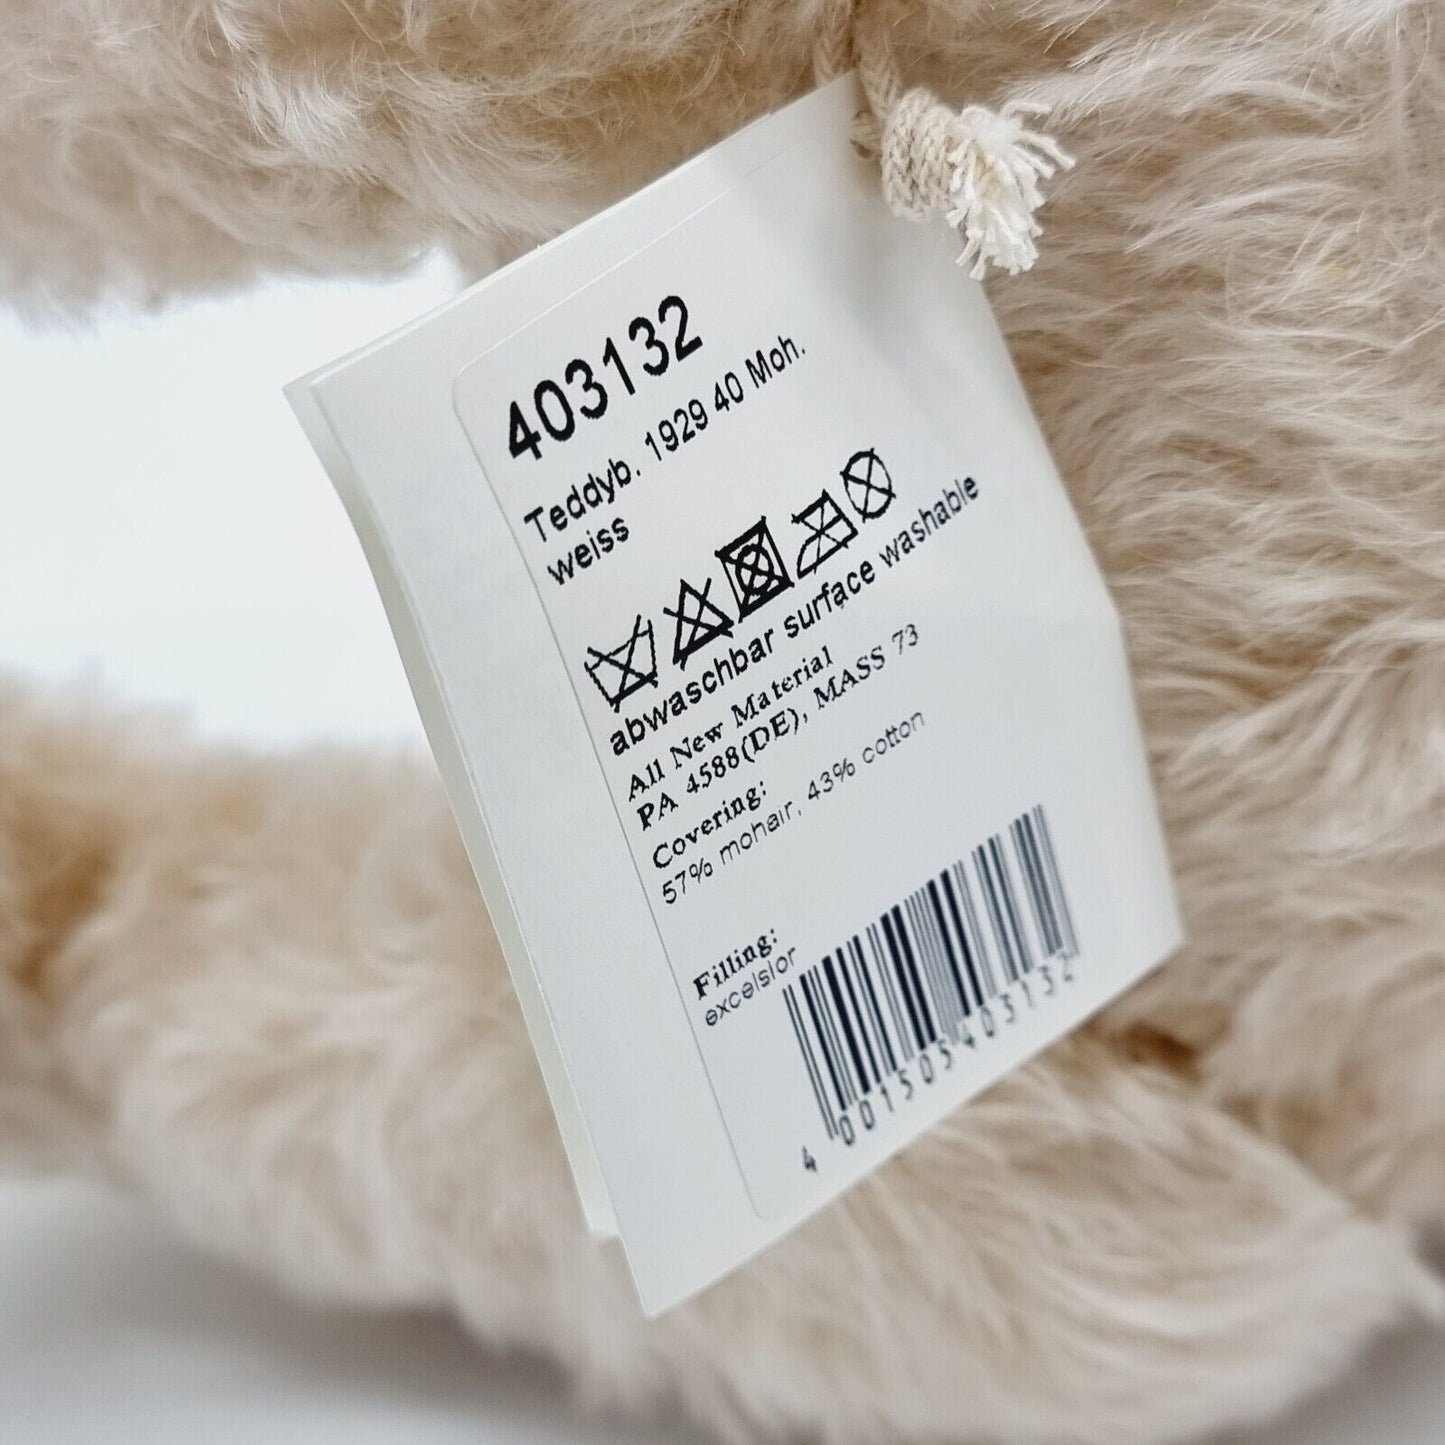 403132
Teddyb. 1929 40 Moh.
weiss
abwaschbar surface washable
All New Material
PA 4588(DE), MASS 73
Covering:
57% mohair, 43% cotton
Filling:
excelsior
4 001505 403132